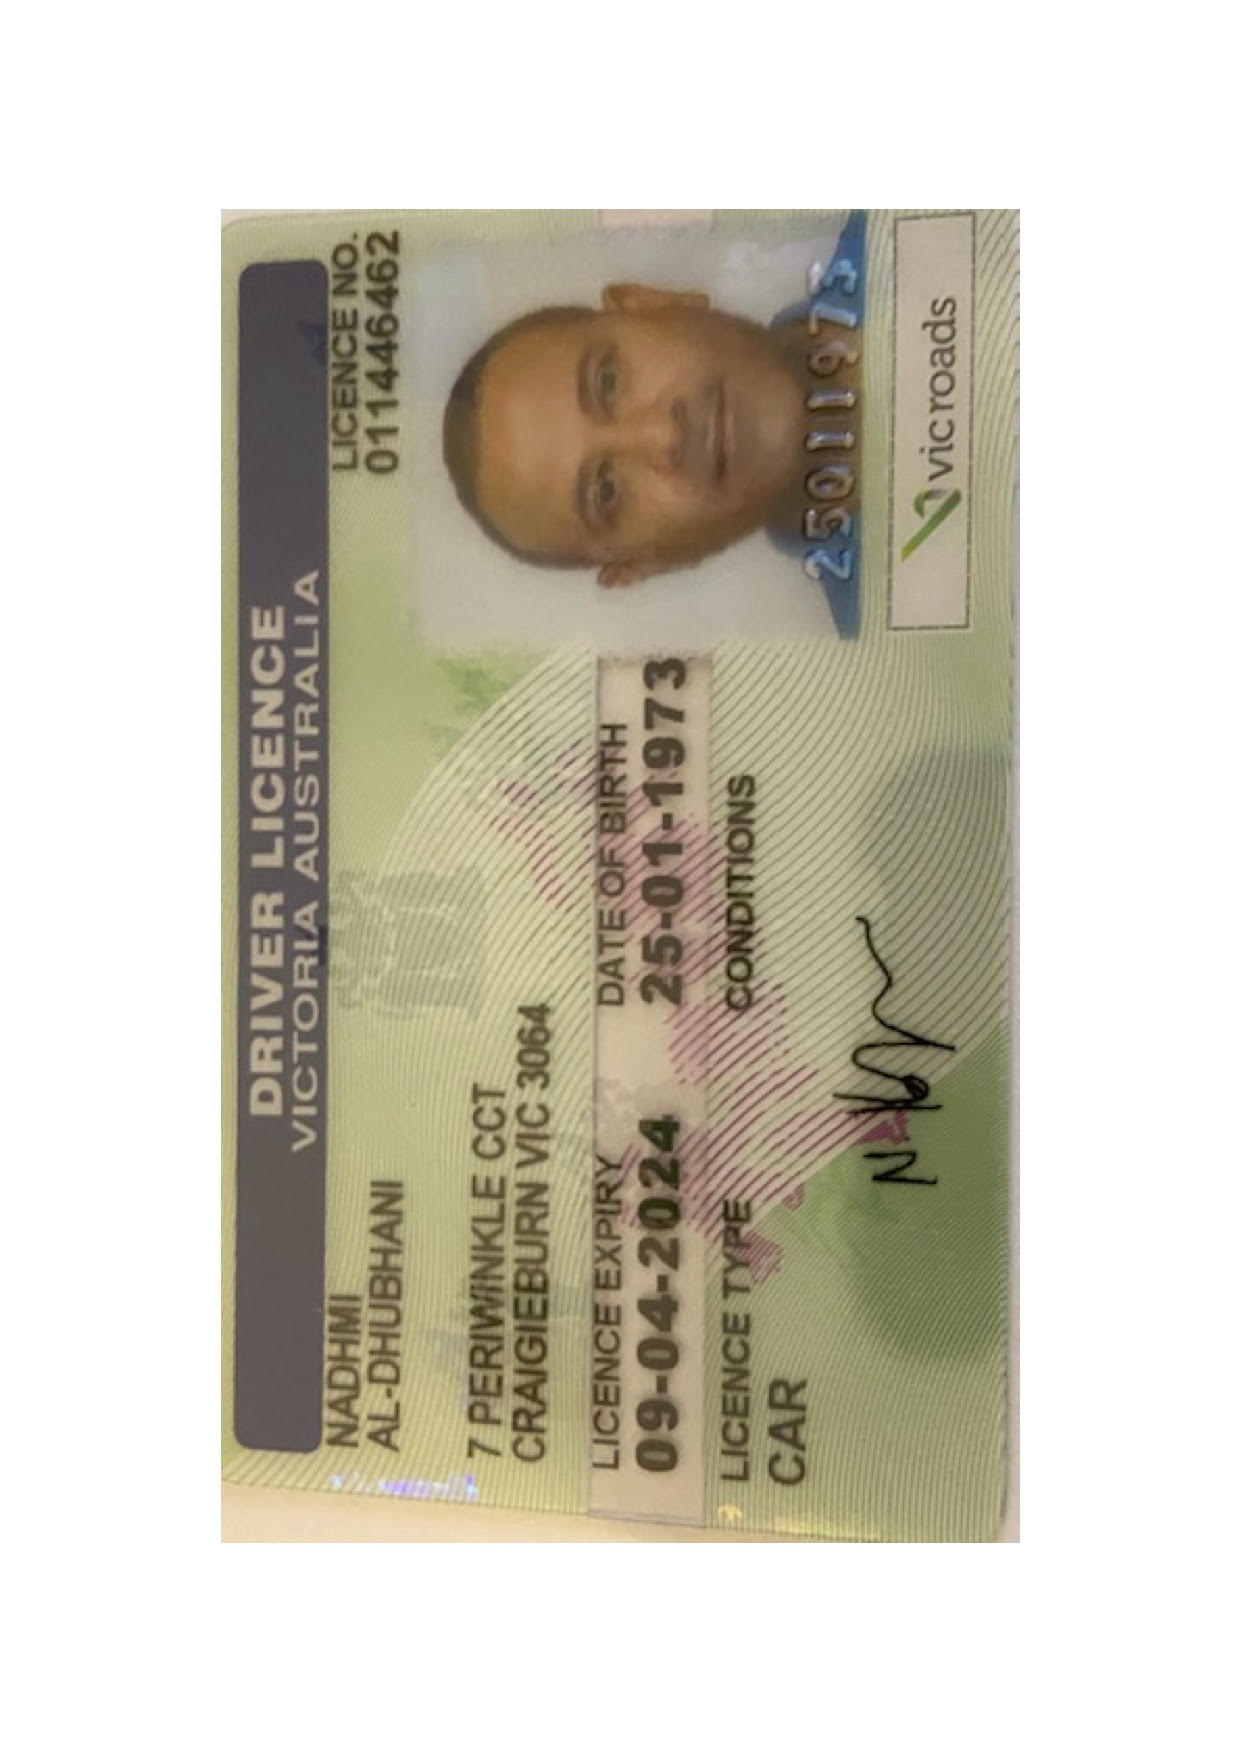 DRIVER LICENCE
VICTORIA AUSTRALIA
NADHMI
AL-DHUBHANI
LICENCE NO.
011446462
7 PERIWINKLE CCT
CRAIGIEBURN VIC 3064
LICENCE EXPIRY
DATE OF BIRTH
09-04-2024
25-01-1973
LICENCE TYPE
CONDITIONS
CAR
25011973
vicroads